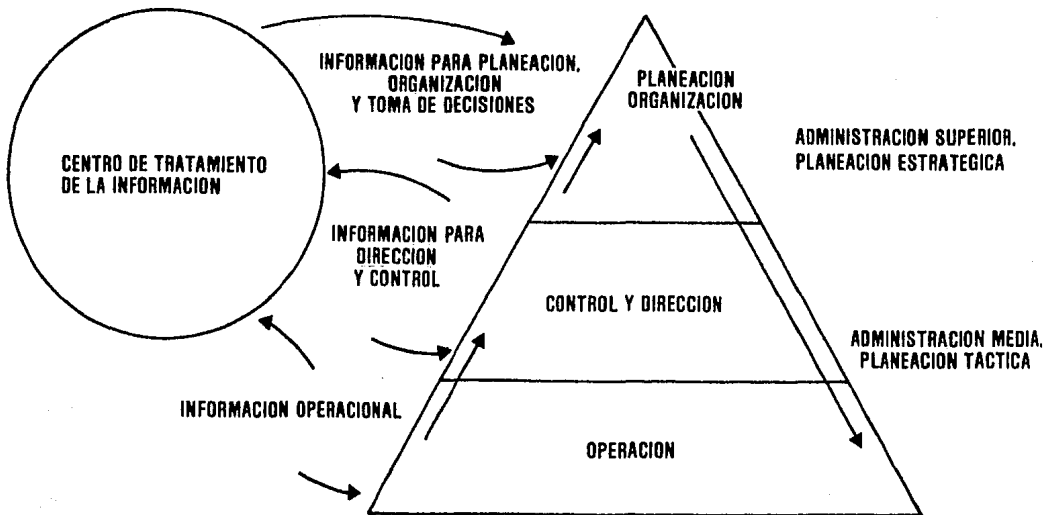 INFORMACION PARA PLANEACION,
ORGANIZACION
Y TOMA DE DECISIONES
PLANEACION
ORGANIZACION
CENTRO DE TRATAMIENTO
DE LA INFORMACION
ADMINISTRACION SUPERIOR,
PLANEACION ESTRATEGICA
INFORMACION PARA
DIRECCION
Y CONTROL
CONTROL Y DIRECCION
ADMINISTRACION MEDIA,
PLANEACION TACTICA
INFORMACION OPERACIONAL
OPERACION